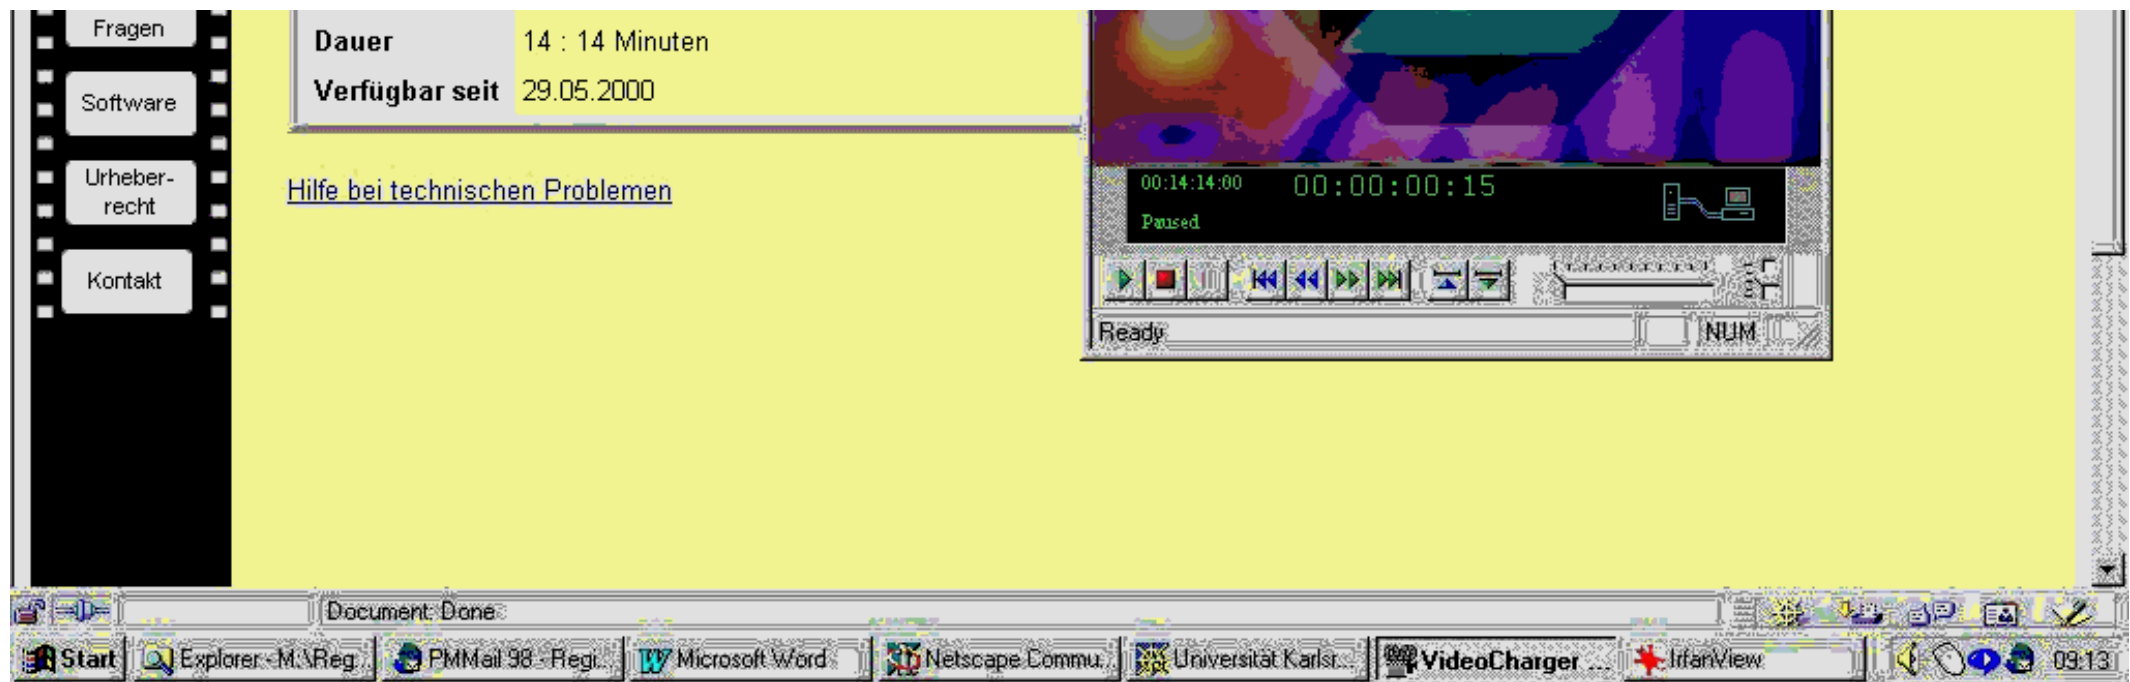 Fragen
Software
Urheber-
recht
Kontakt
Dauer 14 : 14 Minuten
Verfügbar seit 29.05.2000
Hilfe bei technischen Problemen
00:14:14:00 00:00:00:15
Paused
Ready NUM
Document: Done
Start Explorer - M:\Reg... PMMail 98 - Regi... Microsoft Word Netscape Commu... Universität Karlsr... VideoCharger ... IrfanView 09:13